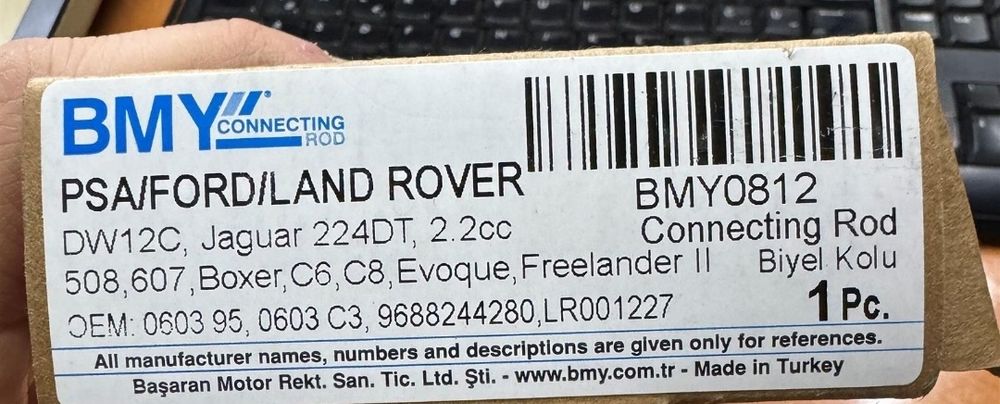 BMY CONNECTING ROD
PSA/FORD/LAND ROVER
DW12C, Jaguar 224DT, 2.2cc
508,607,Boxer,C6,C8,Evoque,Freelander II
OEM: 0603 95, 0603 C3, 9688244280,LR001227
BMY0812
Connecting Rod
Biyel Kolu
1 Pc.
All manufacturer names, numbers and descriptions are given only for references.
Başaran Motor Rekt. San. Tic. Ltd. Şti. - www.bmy.com.tr - Made in Turkey